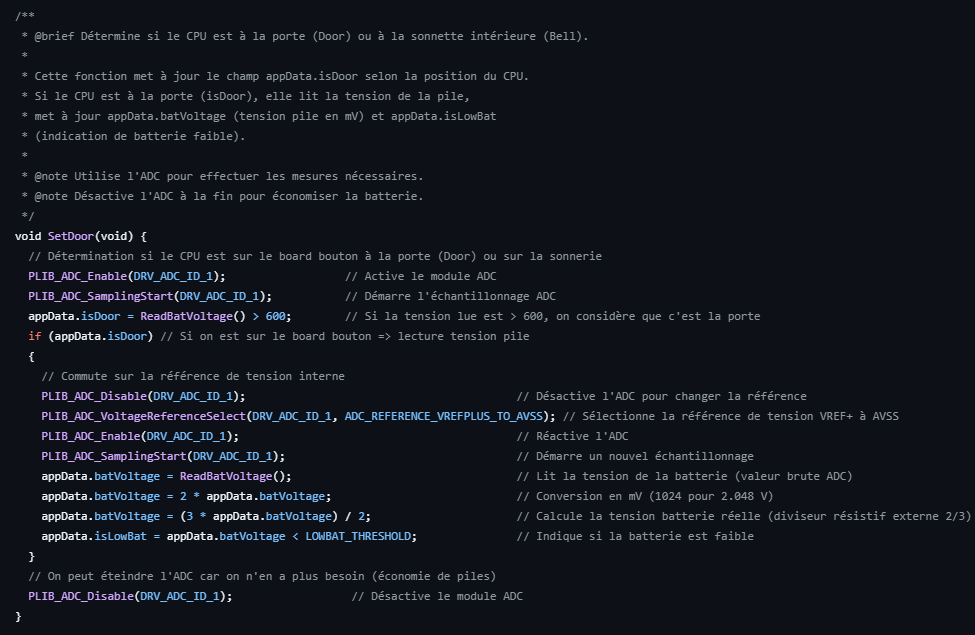 /**
 * @brief Détermine si le CPU est à la porte (Door) ou à la sonnette intérieure (Bell).
 *
 * Cette fonction met à jour le champ appData.isDoor selon la position du CPU.
 * Si le CPU est à la porte (isDoor), elle lit la tension de la pile,
 * met à jour appData.batVoltage (tension pile en mV) et appData.isLowBat
 * (indication de batterie faible).
 *
 * @note Utilise l'ADC pour effectuer les mesures nécessaires.
 * @note Désactive l'ADC à la fin pour économiser la batterie.
 */
void SetDoor(void) {
  // Détermination si le CPU est sur le board bouton à la porte (Door) ou sur la sonnerie
  PLIB_ADC_Enable(DRV_ADC_ID_1);                  // Active le module ADC
  PLIB_ADC_SamplingStart(DRV_ADC_ID_1);           // Démarre l'échantillonnage ADC
  appData.isDoor = ReadBatVoltage() > 600;        // Si la tension lue est > 600, on considère que c'est la porte
  if (appData.isDoor) // Si on est sur le board bouton => lecture tension pile
  {
    // Commute sur la référence de tension interne
    PLIB_ADC_Disable(DRV_ADC_ID_1);                                         // Désactive l'ADC pour changer la référence
    PLIB_ADC_VoltageReferenceSelect(DRV_ADC_ID_1, ADC_REFERENCE_VREFPLUS_TO_AVSS); // Sélectionne la référence de tension VREF+ à AVSS
    PLIB_ADC_Enable(DRV_ADC_ID_1);                                          // Réactive l'ADC
    PLIB_ADC_SamplingStart(DRV_ADC_ID_1);                                   // Démarre un nouvel échantillonnage
    appData.batVoltage = ReadBatVoltage();                                  // Lit la tension de la batterie (valeur brute ADC)
    appData.batVoltage = 2 * appData.batVoltage;                            // Conversion en mV (1024 pour 2.048 V)
    appData.batVoltage = (3 * appData.batVoltage) / 2;                      // Calcule la tension batterie réelle (diviseur résistif externe 2/3)
    appData.isLowBat = appData.batVoltage < LOWBAT_THRESHOLD;               // Indique si la batterie est faible
  }
  // On peut éteindre l'ADC car on n'en a plus besoin (économie de piles)
  PLIB_ADC_Disable(DRV_ADC_ID_1);                  // Désactive le module ADC
}